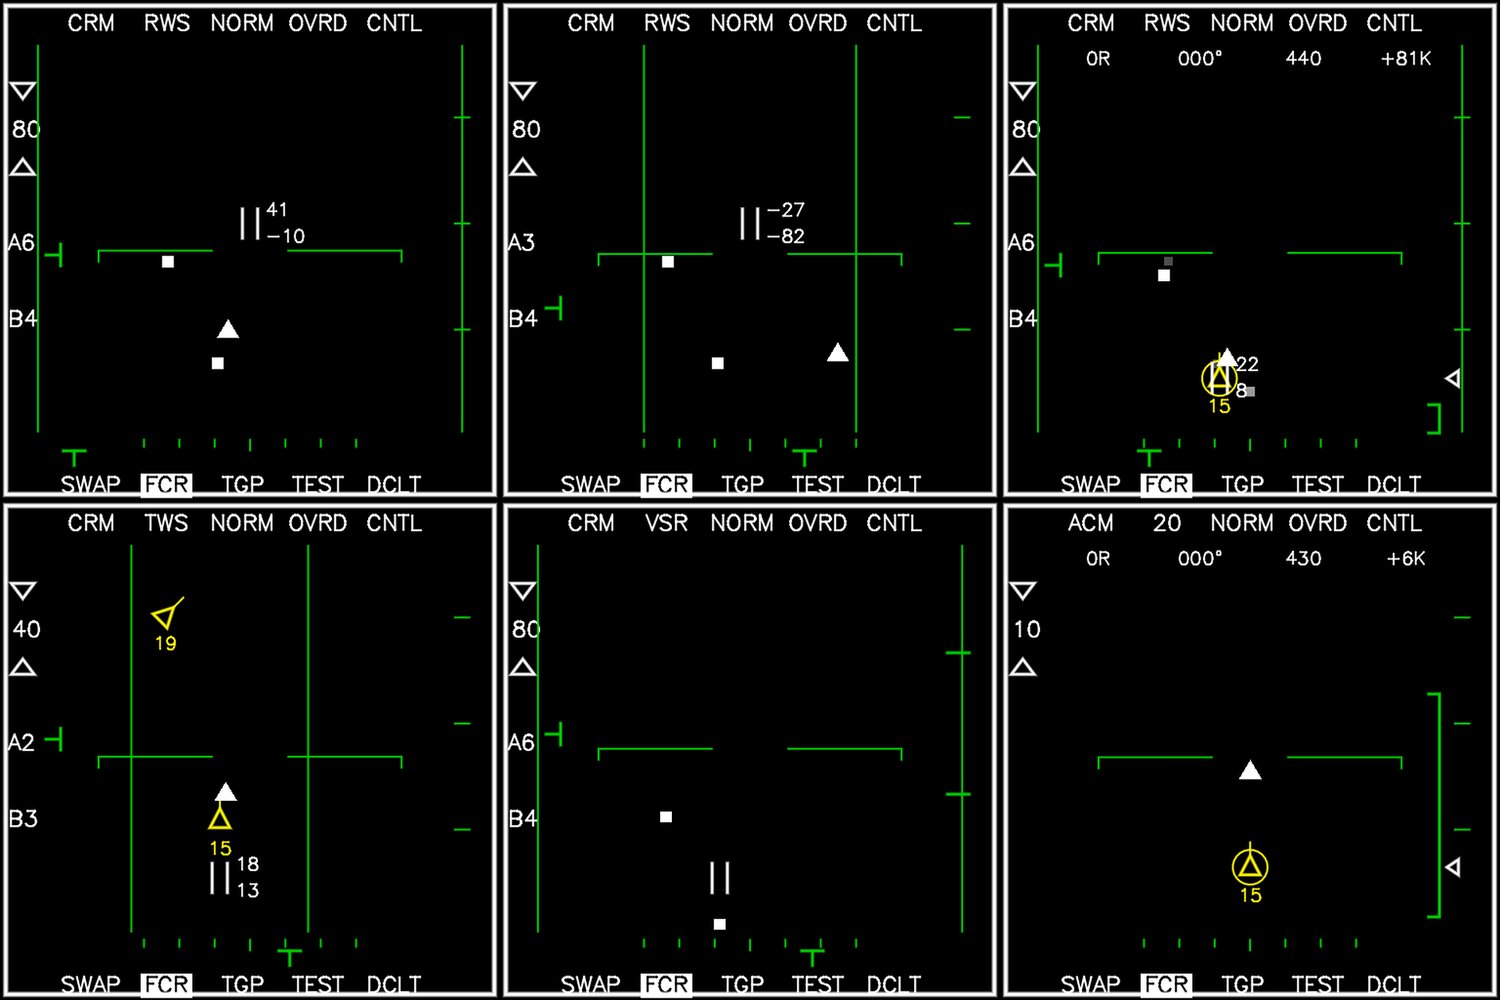 CRM RWS NORM OVRD CNTL
80
41
-10
A6
B4
SWAP FCR TGP TEST DCLT
CRM RWS NORM OVRD CNTL
80
-27
-82
A3
B4
SWAP FCR TGP TEST DCLT
CRM RWS NORM OVRD CNTL
0R 000° 440 +81K
80
A6
B4
22
8
15
SWAP FCR TGP TEST DCLT
CRM TWS NORM OVRD CNTL
40
19
A2
B3
15
18
13
SWAP FCR TGP TEST DCLT
CRM VSR NORM OVRD CNTL
80
A6
B4
SWAP FCR TGP TEST DCLT
ACM 20 NORM OVRD CNTL
0R 000° 430 +6K
10
15
SWAP FCR TGP TEST DCLT